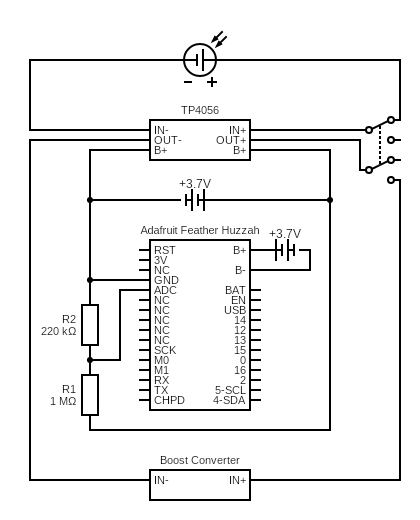 TP4056
IN- IN+
OUT- OUT+
B+ B+
+3.7V
Adafruit Feather Huzzah +3.7V
RST B+
3V
NC B-
GND
ADC BAT
NC EN
NC USB
NC 14
NC 12
NC 13
SCK 15
M0 0
M1 16
RX 2
TX 5-SCL
CHPD 4-SDA
R2
220 kΩ
R1
1 MΩ
Boost Converter
IN- IN+